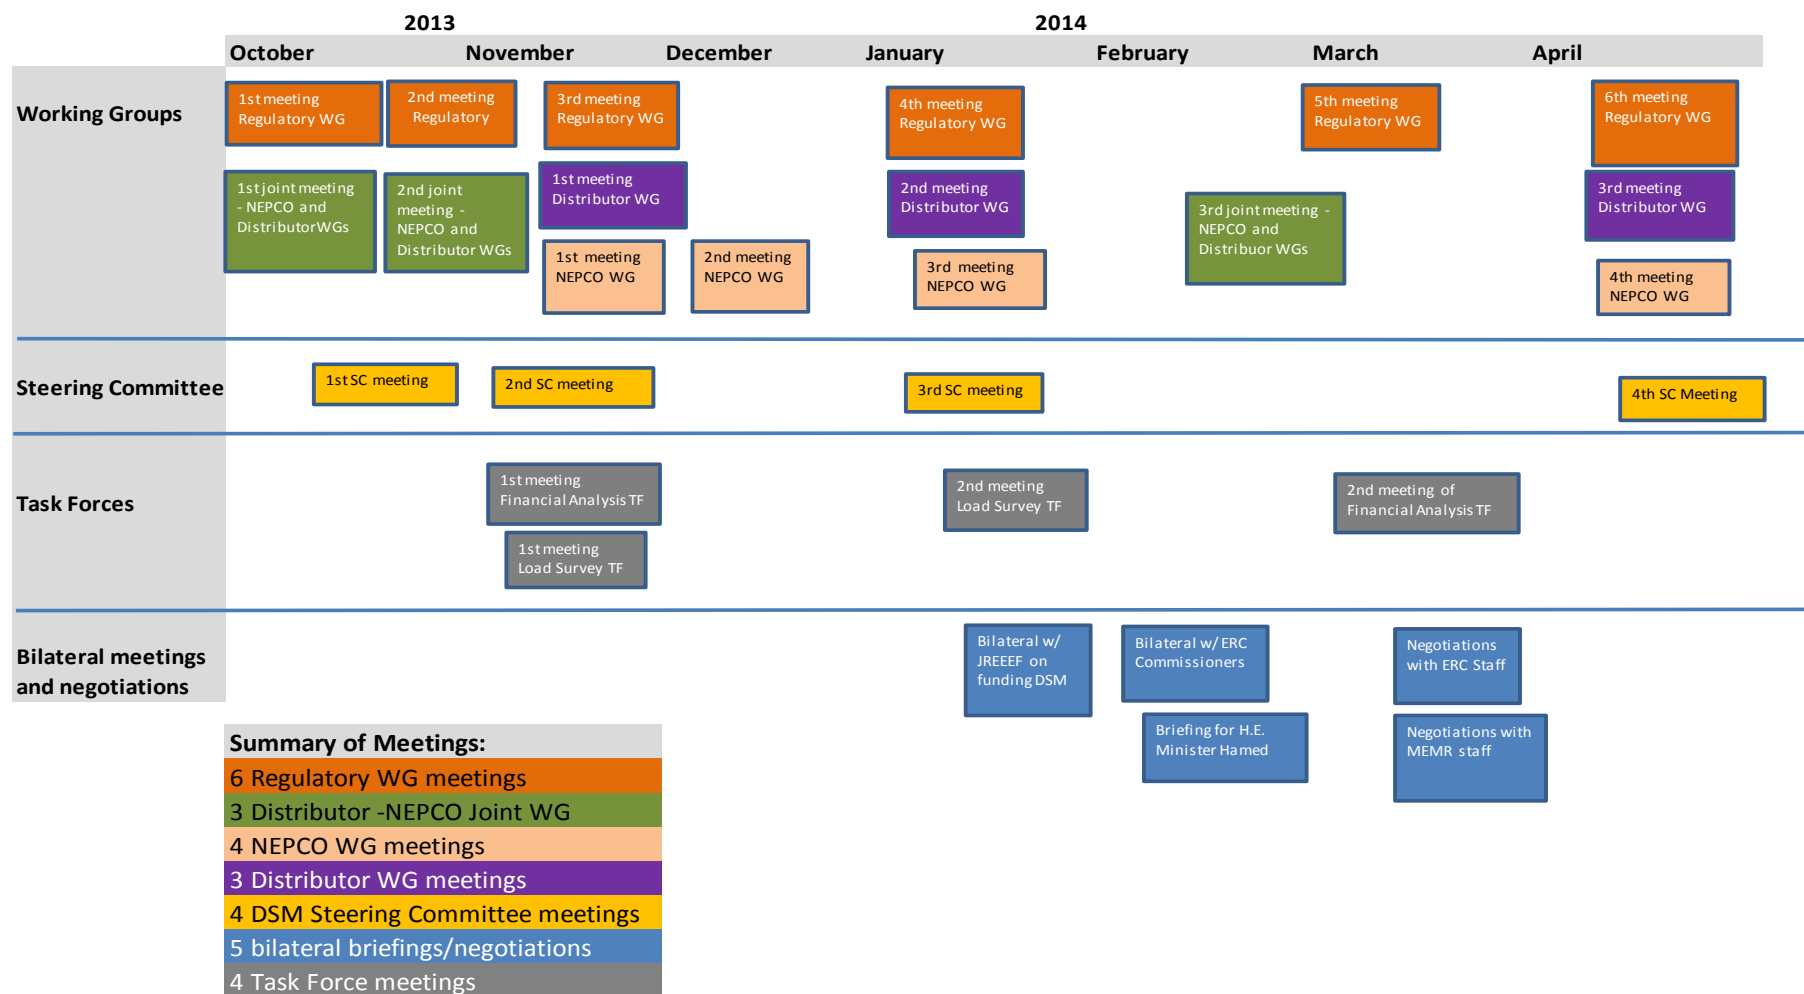 2013
2014
October
November
December
January
February
March
April
Working Groups
1st meeting
Regulatory WG
2nd meeting
Regulatory
3rd meeting
Regulatory WG
4th meeting
Regulatory WG
5th meeting
Regulatory WG
6th meeting
Regulatory WG
1st joint meeting
- NEPCO and
Distributor WGs
2nd joint
meeting -
NEPCO and
Distributor WGs
1st meeting
Distributor WG
2nd meeting
Distributor WG
3rd joint meeting -
NEPCO and
Distribuor WGs
3rd meeting
Distributor WG
1st meeting
NEPCO WG
2nd meeting
NEPCO WG
3rd meeting
NEPCO WG
4th meeting
NEPCO WG
Steering Committee
1st SC meeting
2nd SC meeting
3rd SC meeting
4th SC Meeting
Task Forces
1st meeting
Financial Analysis TF
2nd meeting
Load Survey TF
2nd meeting of
Financial Analysis TF
1st meeting
Load Survey TF
Bilateral meetings
and negotiations
Bilateral w/
JREEEF on
funding DSM
Bilateral w/ ERC
Commissioners
Negotiations
with ERC Staff
Briefing for H.E.
Minister Hamed
Negotiations with
MEMR staff
Summary of Meetings:
6 Regulatory WG meetings
3 Distributor -NEPCO Joint WG
4 NEPCO WG meetings
3 Distributor WG meetings
4 DSM Steering Committee meetings
5 bilateral briefings/negotiations
4 Task Force meetings